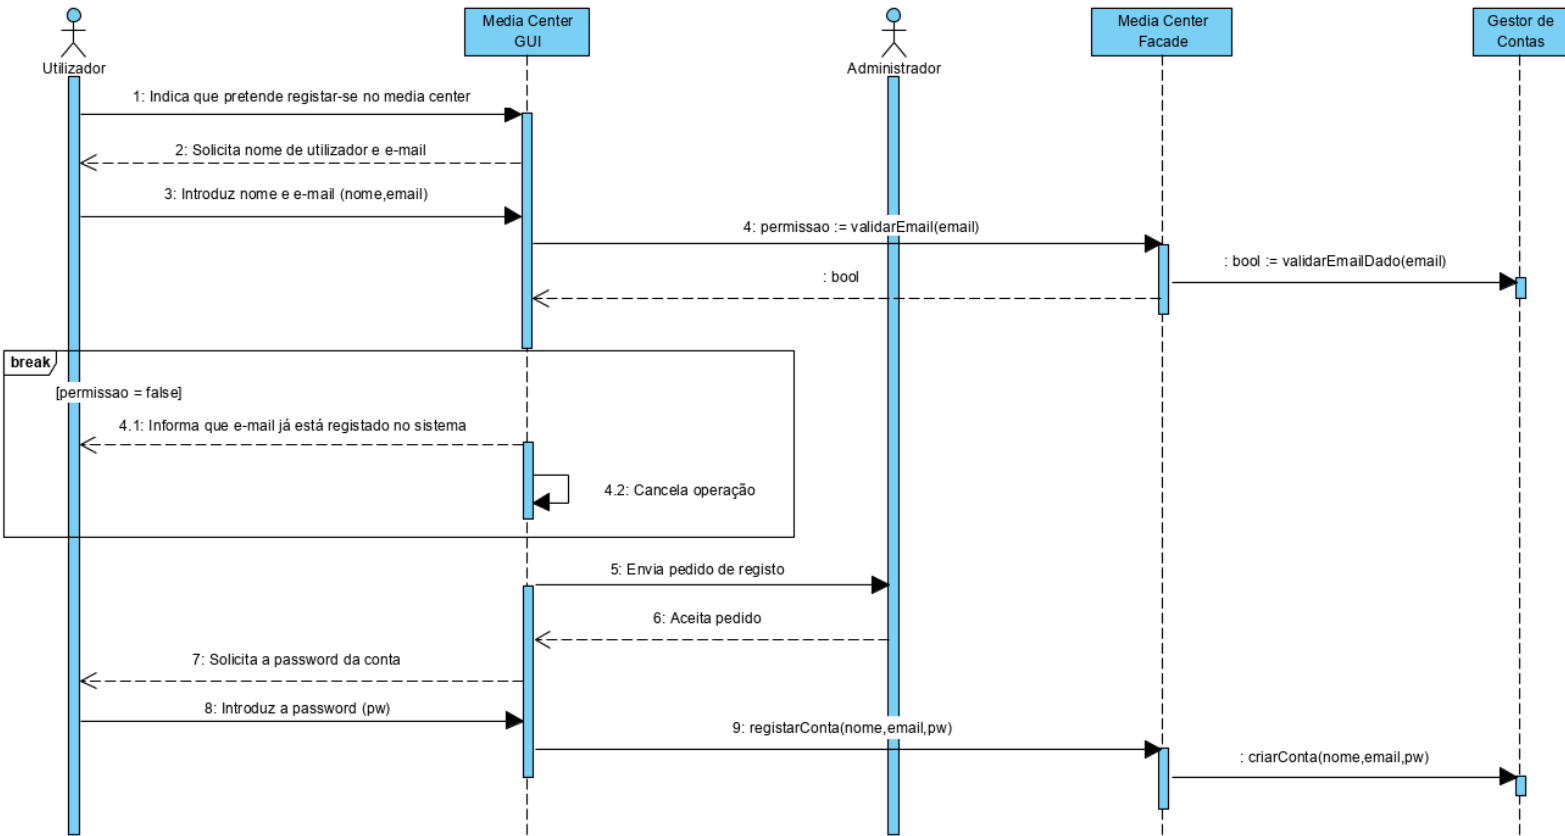 Media Center
GUI
Media Center
Facade
Gestor de
Contas
Utilizador
Administrador
1: Indica que pretende registar-se no media center
2: Solicita nome de utilizador e e-mail
3: Introduz nome e e-mail (nome,email)
4: permissao := validarEmail(email)
: bool := validarEmailDado(email)
: bool
break
[permissao = false]
4.1: Informa que e-mail já está registado no sistema
4.2: Cancela operação
5: Envia pedido de registo
6: Aceita pedido
7: Solicita a password da conta
8: Introduz a password (pw)
9: registarConta(nome,email,pw)
: criarConta(nome,email,pw)